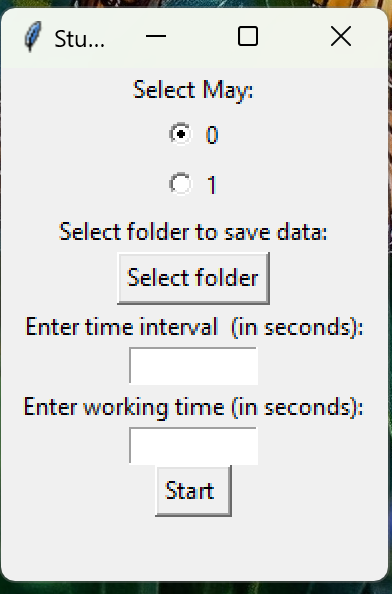 Stu...
Select May:
0
1
Select folder to save data:
Select folder
Enter time interval  (in seconds):
Enter working time (in seconds):
Start